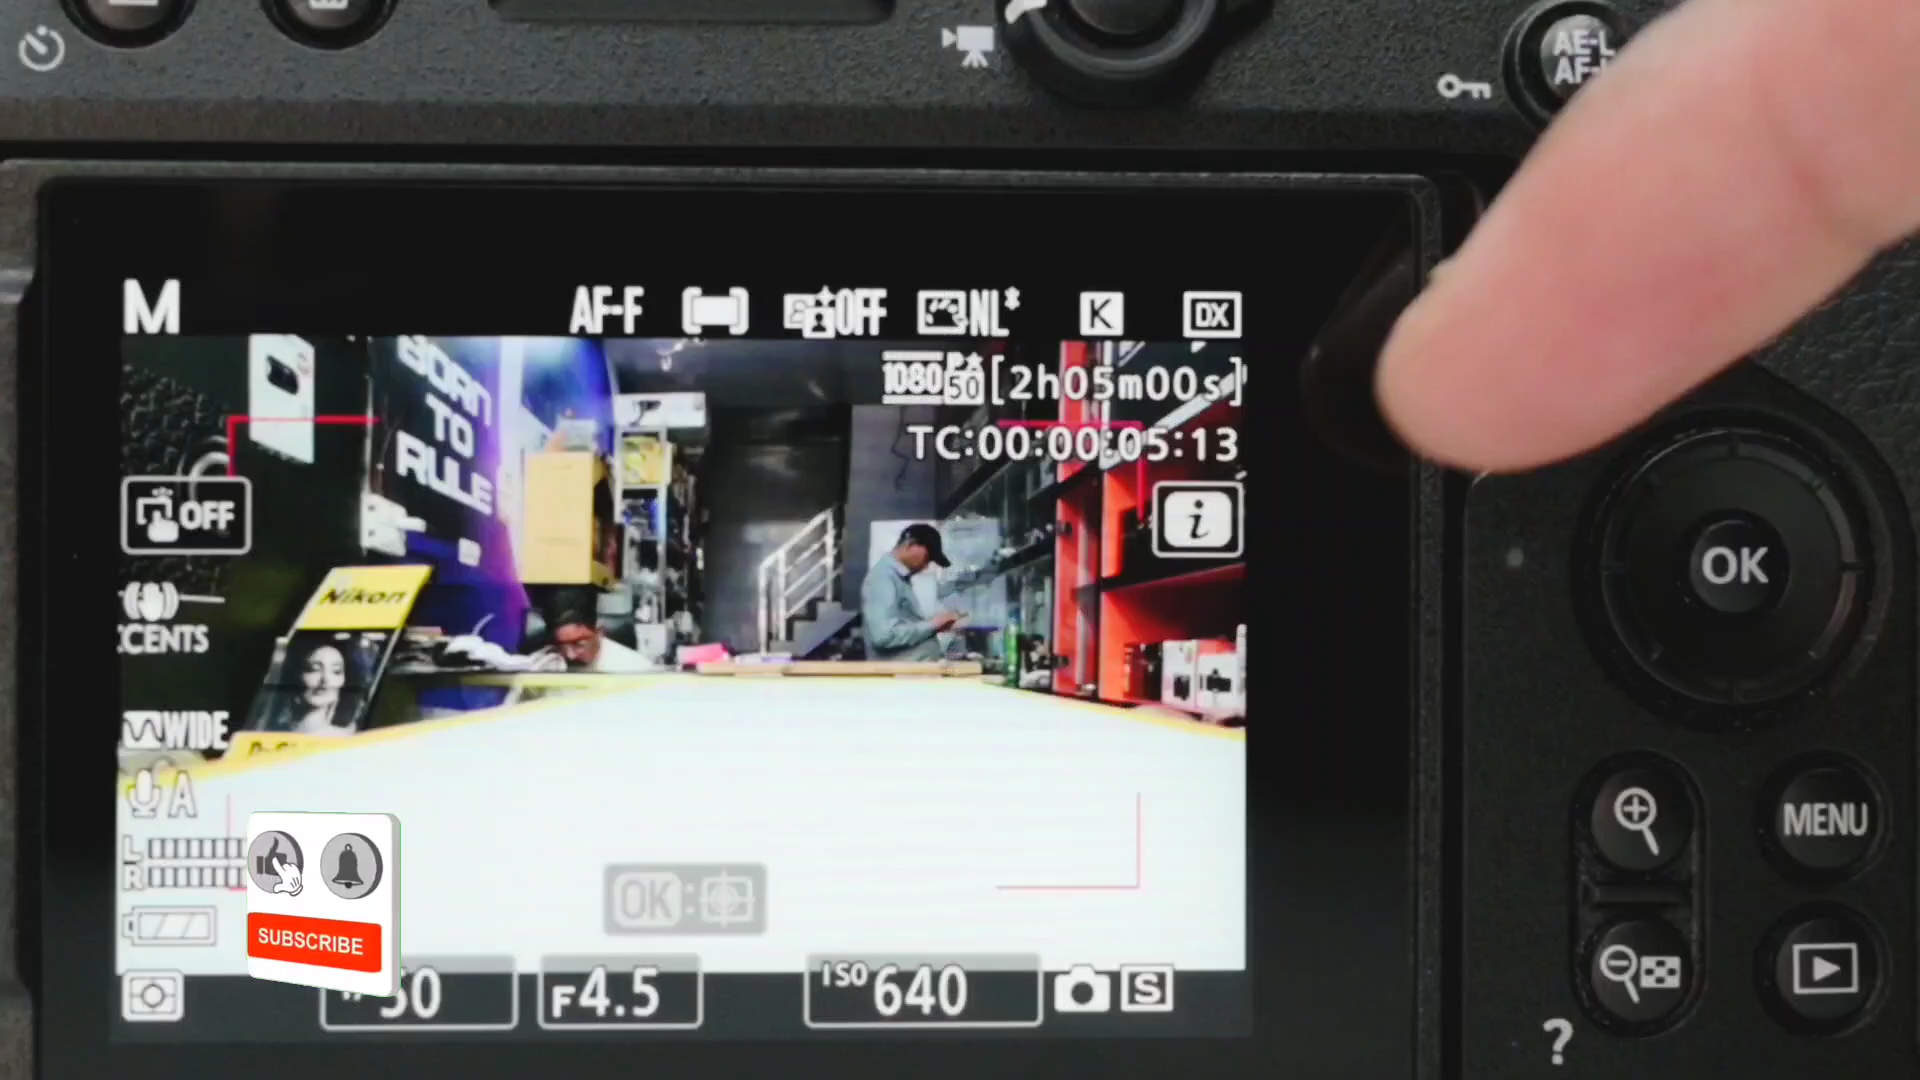 AE-L
M AF-F OFF NL* K DX
1080 50 [2h05m00s]
TC:00:00:05:13
BORN
TO
RULE
OFF
i
Nikon
CENTS
WIDE
A
L
R
OK
OK:
SUBSCRIBE
50 F4.5 ISO 640 S
MENU
?